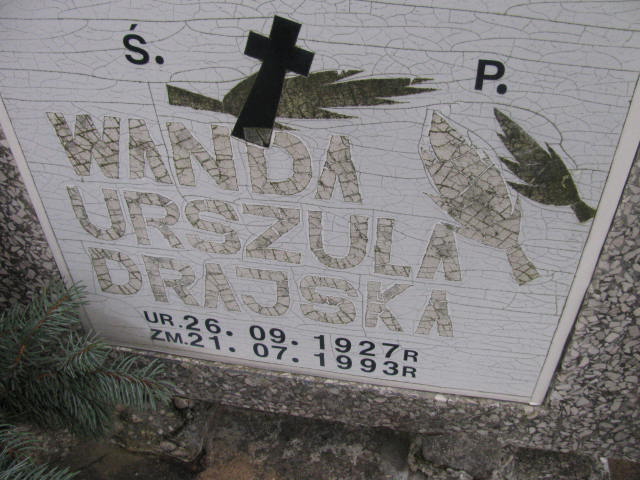 Ś. P.
WANDA
URSZULA
DRAJSKA
UR.26. 09. 1927R
ZM.21. 07. 1993R